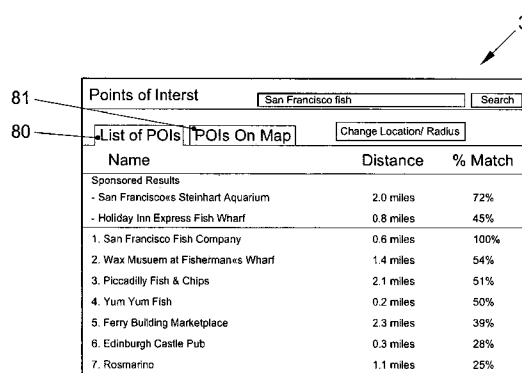 3
81
80
Points of Interst San Francisco fish Search
List of POIs POIs On Map Change Location/ Radius
Name Distance % Match
Sponsored Results
- San Francisco«s Steinhart Aquarium 2.0 miles 72%
- Holiday Inn Express Fish Wharf 0.8 miles 45%
1. San Francisco Fish Company 0.6 miles 100%
2. Wax Musuem at Fisherman«s Wharf 1.4 miles 54%
3. Piccadilly Fish & Chips 2.1 miles 51%
4. Yum Yum Fish 0.2 miles 50%
5. Ferry Building Marketplace 2.3 miles 39%
6. Edinburgh Castle Pub 0.3 miles 28%
7. Rosmarino 1.1 miles 25%